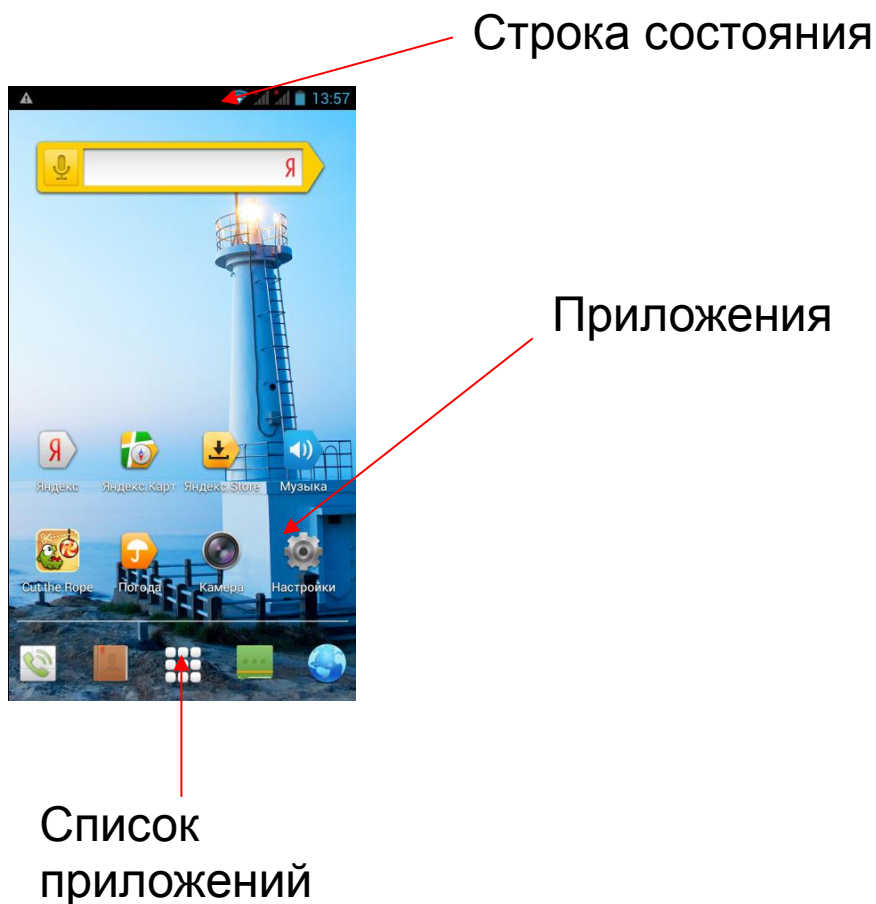 Строка состояния
13:57
Я
Приложения
Я
Яндекс Яндекс.Карт Яндекс.Store Музыка
Cut the Rope Погода Камера Настройки
Список
приложений